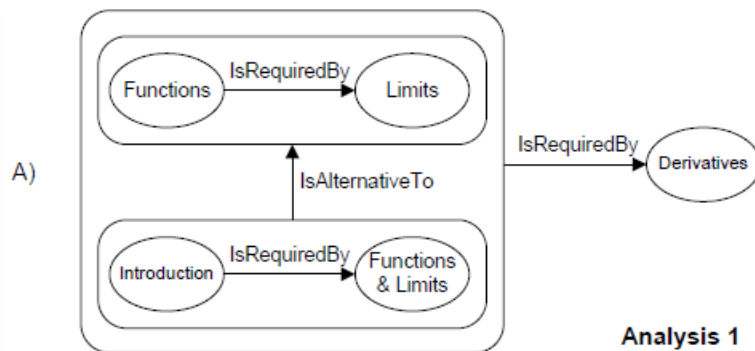 IsRequiredBy
Functions
Limits
IsRequiredBy
A)
IsAlternativeTo
Derivatives
IsRequiredBy
Introduction
Functions
& Limits
Analysis 1